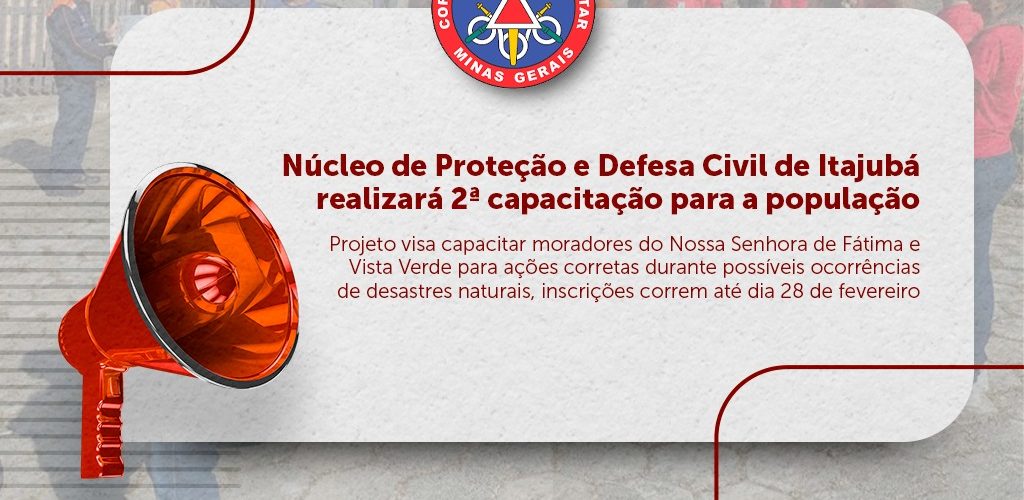 MINAS GERAIS
Núcleo de Proteção e Defesa Civil de Itajubá
realizará 2ª capacitação para a população
Projeto visa capacitar moradores do Nossa Senhora de Fátima e
Vista Verde para ações corretas durante possíveis ocorrências
de desastres naturais, inscrições correm até dia 28 de fevereiro